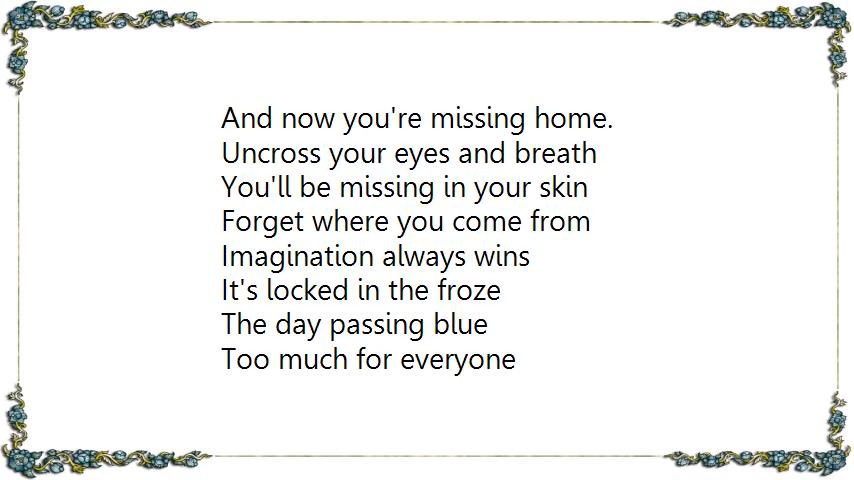 And now you're missing home.
Uncross your eyes and breath
You'll be missing in your skin
Forget where you come from
Imagination always wins
It's locked in the froze
The day passing blue
Too much for everyone